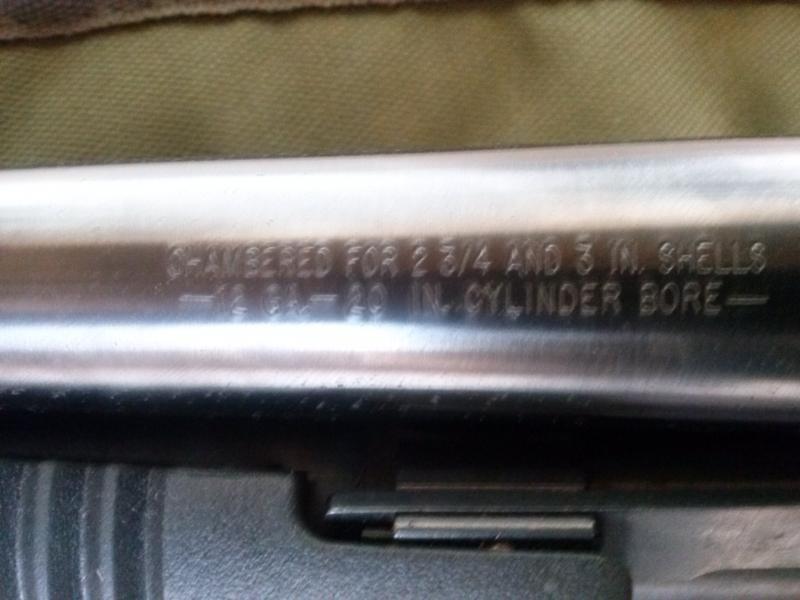 CHAMBERED FOR 2 3/4 AND 3 IN. SHELLS
—12 GA.—20 IN. CYLINDER BORE—